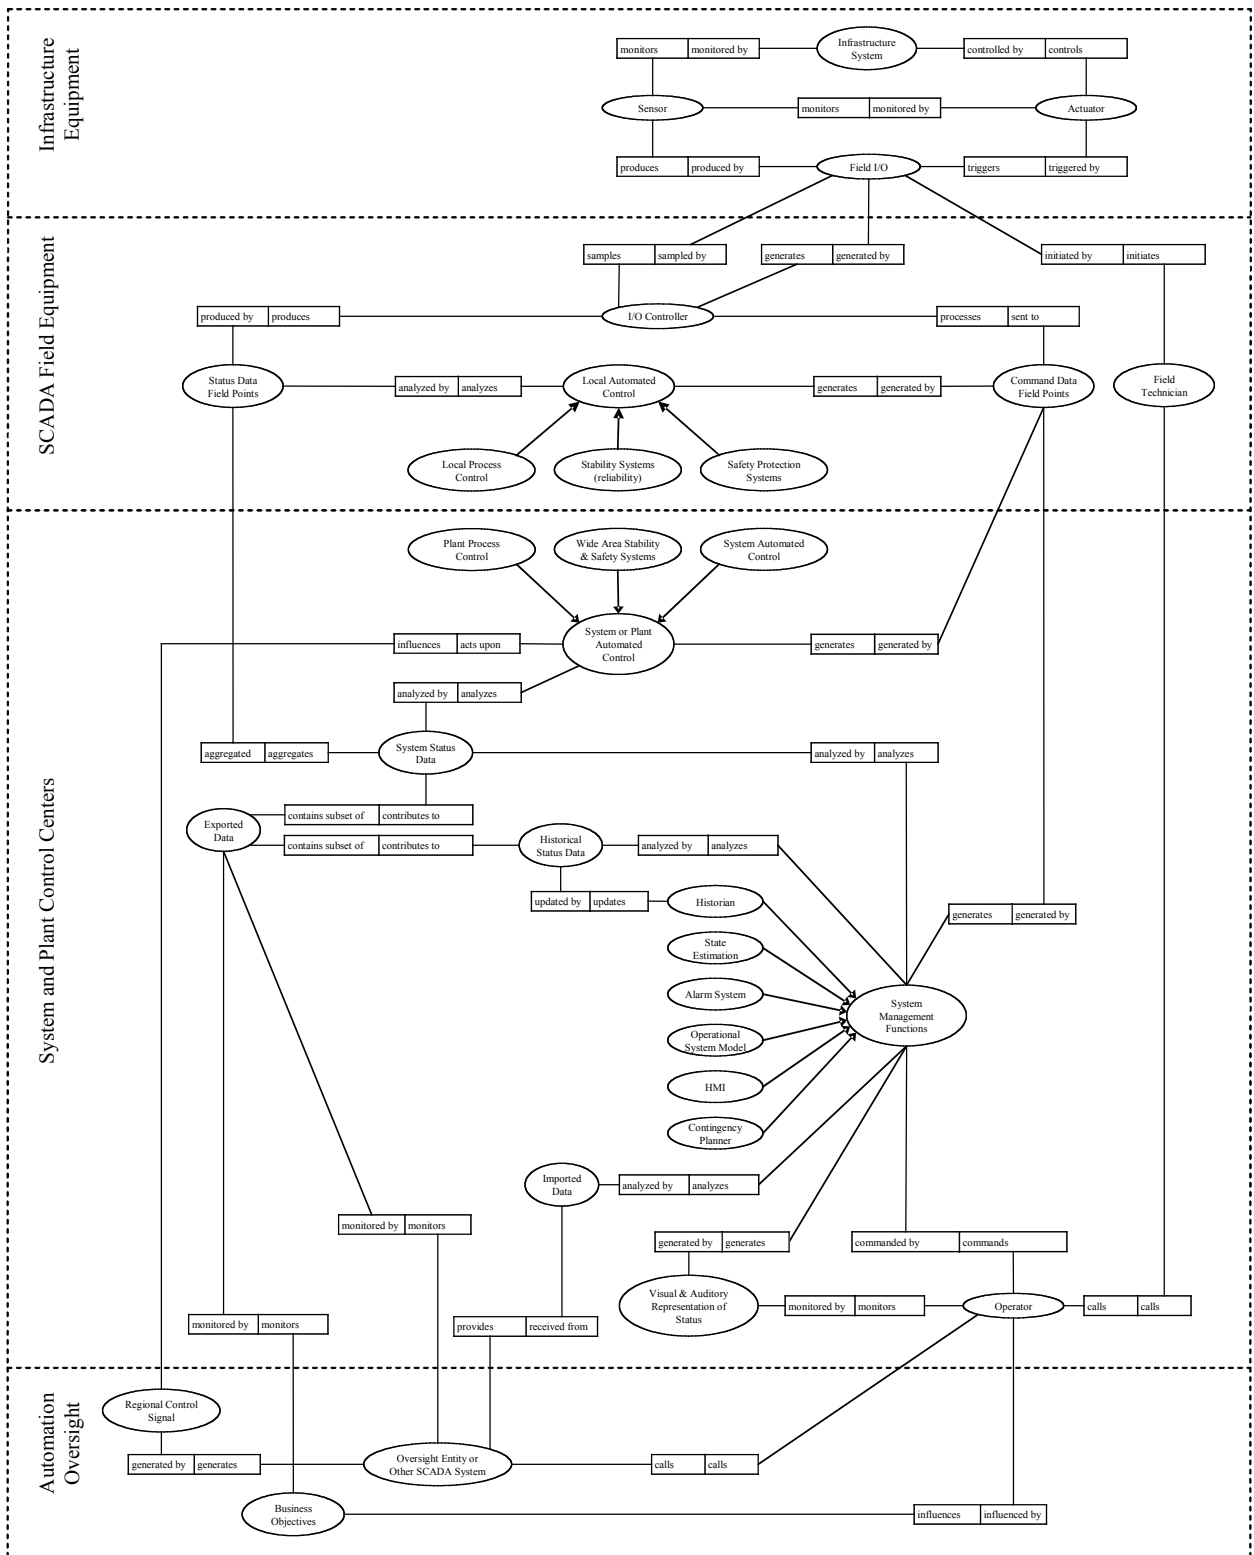 Infrastructure
Equipment
monitors
monitored by
Infrastructure
System
controlled by
controls
Sensor
monitors
monitored by
Actuator
produces
produced by
Field I/O
triggers
triggered by
SCADA Field Equipment
samples
sampled by
generates
generated by
initiated by
initiates
produced by
produces
I/O Controller
processes
sent to
Status Data
Field Points
analyzed by
analyzes
Local Automated
Control
generates
generated by
Command Data
Field Points
Field
Technician
Local Process
Control
Stability Systems
(reliability)
Safety Protection
Systems
System and Plant Control Centers
Plant Process
Control
Wide Area Stability
& Safety Systems
System Automated
Control
influences
acts upon
System or Plant
Automated
Control
generates
generated by
analyzed by
analyzes
aggregated
aggregates
System Status
Data
analyzed by
analyzes
Exported
Data
contains subset of
contributes to
contains subset of
contributes to
Historical
Status Data
analyzed by
analyzes
updated by
updates
Historian
generates
generated by
State
Estimation
Alarm System
System
Management
Functions
Operational
System Model
HMI
Contingency
Planner
Imported
Data
analyzed by
analyzes
monitored by
monitors
generated by
generates
commanded by
commands
Visual & Auditory
Representation of
Status
monitored by
monitors
Operator
calls
calls
monitored by
monitors
provides
received from
Automation
Oversight
Regional Control
Signal
generated by
generates
Oversight Entity or
Other SCADA System
calls
calls
Business
Objectives
influences
influenced by